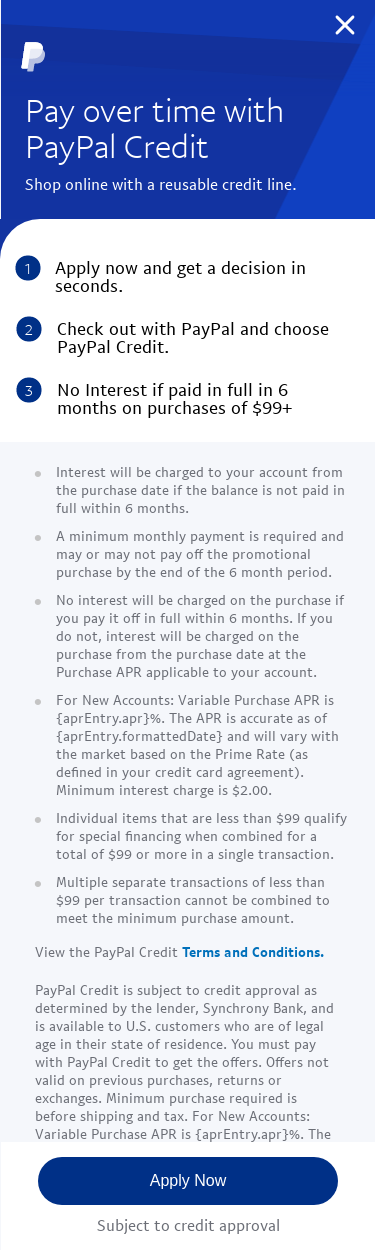 Pay over time with
PayPal Credit
Shop online with a reusable credit line.
1 Apply now and get a decision in
seconds.
2 Check out with PayPal and choose
PayPal Credit.
3 No Interest if paid in full in 6
months on purchases of $99+
Interest will be charged to your account from
the purchase date if the balance is not paid in
full within 6 months.
A minimum monthly payment is required and
may or may not pay off the promotional
purchase by the end of the 6 month period.
No interest will be charged on the purchase if
you pay it off in full within 6 months. If you
do not, interest will be charged on the
purchase from the purchase date at the
Purchase APR applicable to your account.
For New Accounts: Variable Purchase APR is
{aprEntry.apr}%. The APR is accurate as of
{aprEntry.formattedDate} and will vary with
the market based on the Prime Rate (as
defined in your credit card agreement).
Minimum interest charge is $2.00.
Individual items that are less than $99 qualify
for special financing when combined for a
total of $99 or more in a single transaction.
Multiple separate transactions of less than
$99 per transaction cannot be combined to
meet the minimum purchase amount.
View the PayPal Credit Terms and Conditions.
PayPal Credit is subject to credit approval as
determined by the lender, Synchrony Bank, and
is available to U.S. customers who are of legal
age in their state of residence. You must pay
with PayPal Credit to get the offers. Offers not
valid on previous purchases, returns or
exchanges. Minimum purchase required is
before shipping and tax. For New Accounts:
Variable Purchase APR is {aprEntry.apr}%. The
Apply Now
Subject to credit approval